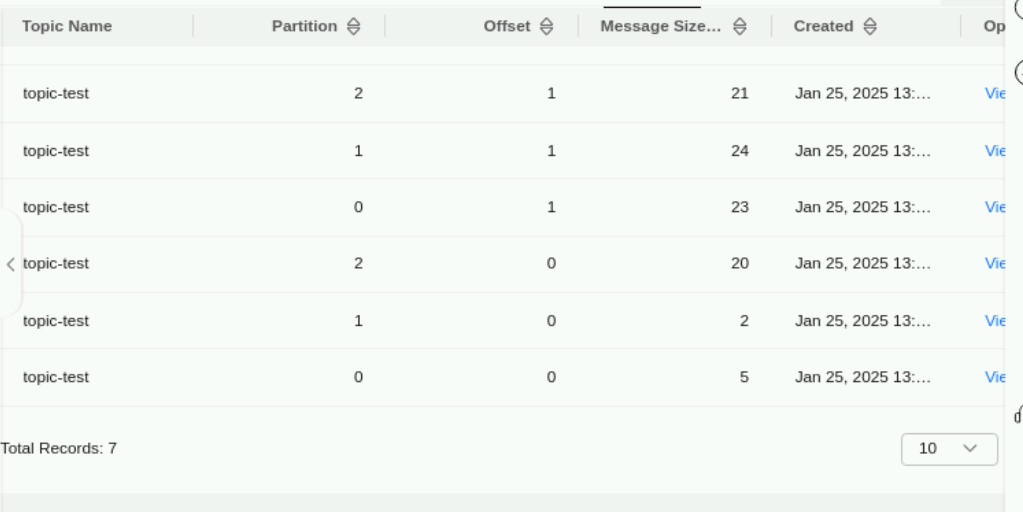 Topic Name Partition Offset Message Size... Created Op
topic-test 2 1 21 Jan 25, 2025 13:... Vie
topic-test 1 1 24 Jan 25, 2025 13:... Vie
topic-test 0 1 23 Jan 25, 2025 13:... Vie
topic-test 2 0 20 Jan 25, 2025 13:... Vie
topic-test 1 0 2 Jan 25, 2025 13:... Vie
topic-test 0 0 5 Jan 25, 2025 13:... Vie
Total Records: 7 10